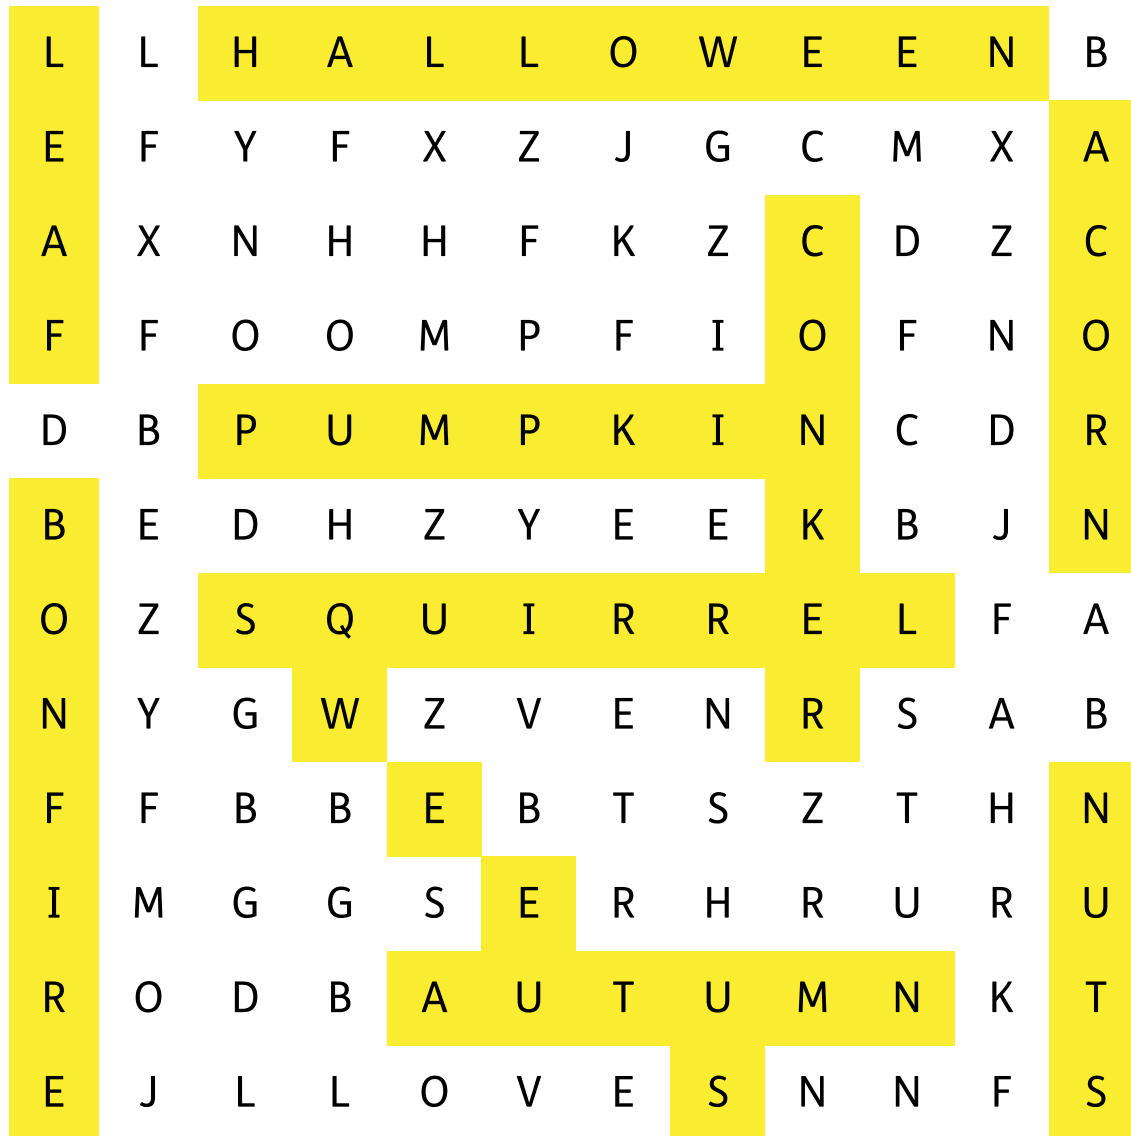 L L H A L L O W E E N B
E F Y F X Z J G C M X A
A X N H H F K Z C D Z C
F F O O M P F I O F N O
D B P U M P K I N C D R
B E D H Z Y E E K B J N
O Z S Q U I R R E L F A
N Y G W Z V E N R S A B
F F B B E B T S Z T H N
I M G G S E R H R U R U
R O D B A U T U M N K T
E J L L O V E S N N F S